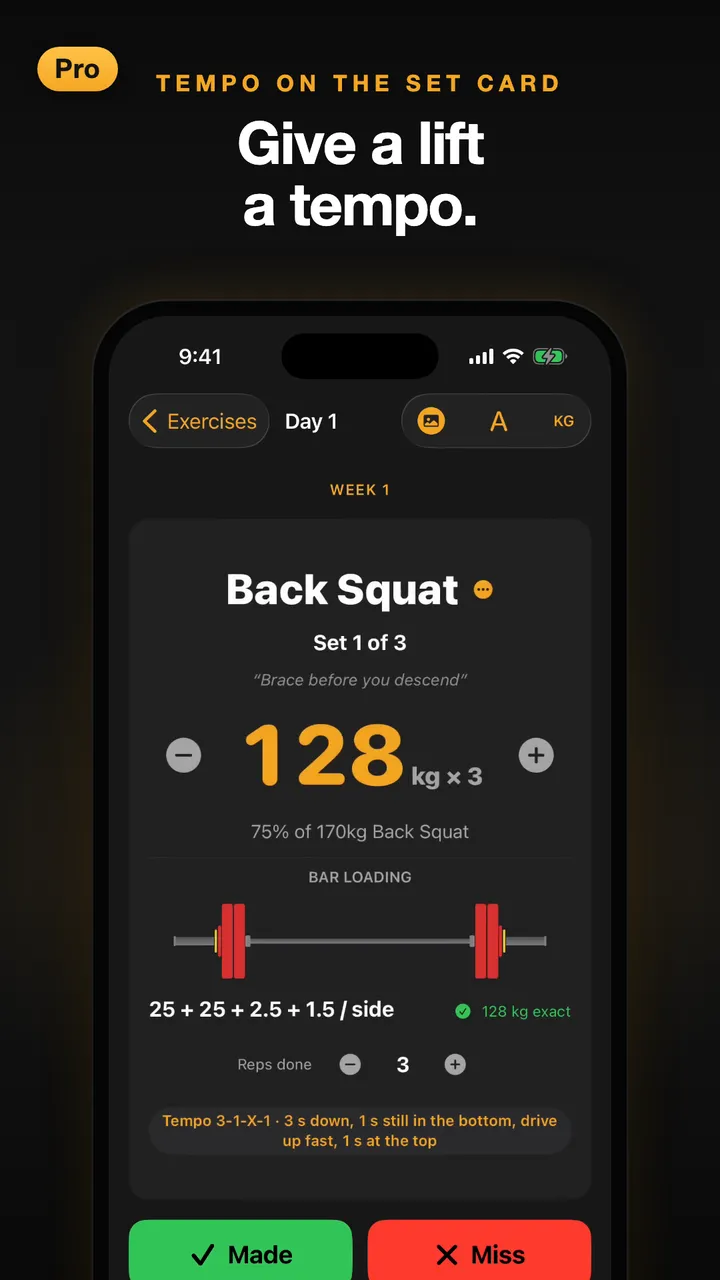 Pro
TEMPO ON THE SET CARD
Give a lift
a tempo.
9:41
Exercises
Day 1
A
KG
WEEK 1
Back Squat
Set 1 of 3
“Brace before you descend”
128 kg × 3
75% of 170kg Back Squat
BAR LOADING
25 + 25 + 2.5 + 1.5 / side
128 kg exact
Reps done
3
Tempo 3-1-X-1 · 3 s down, 1 s still in the bottom, drive
up fast, 1 s at the top
Made
Miss